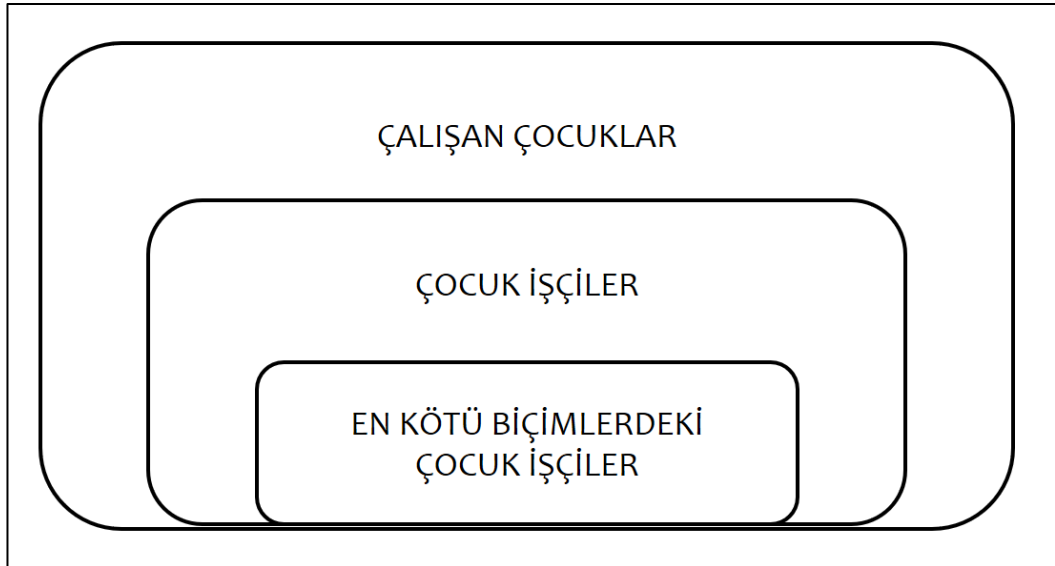 ÇALIŞAN ÇOCUKLAR
ÇOCUK İŞÇİLER
EN KÖTÜ BİÇİMLERDEKİ
ÇOCUK İŞÇİLER